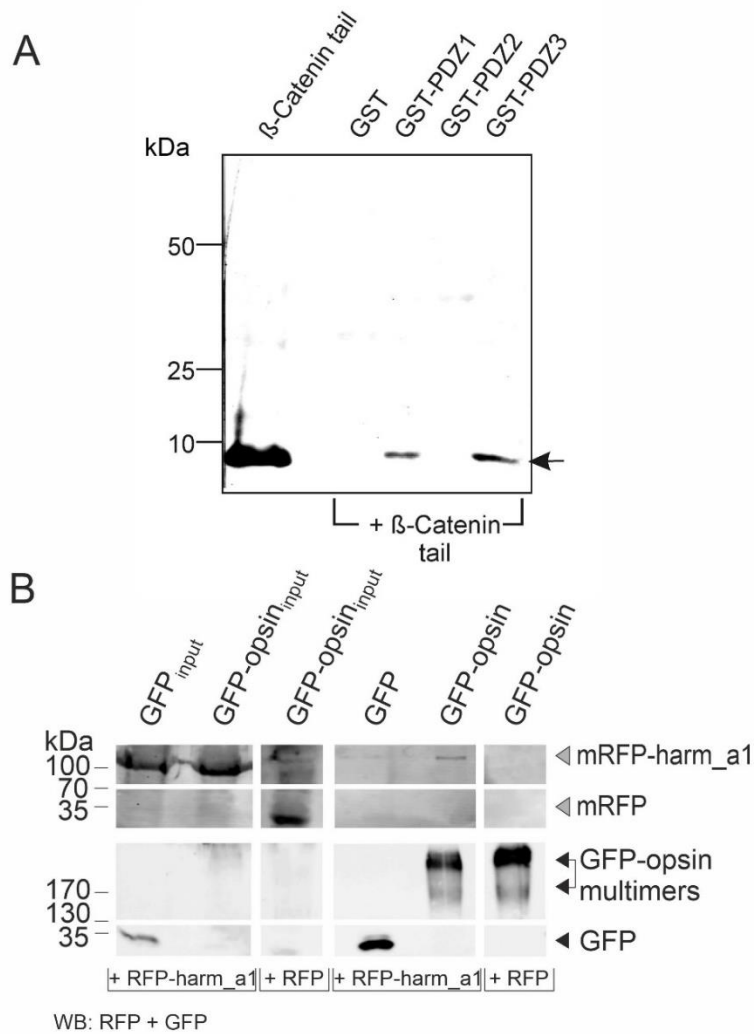 A
ß-Catenin tail
GST
GST-PDZ1
GST-PDZ2
GST-PDZ3
kDa
50
25
10
+ ß-Catenin
tail
B
GFPinput
GFP-opsininput
GFP-opsininput
GFP
GFP-opsin
GFP-opsin
kDa
100
70
35
mRFP-harm_a1
mRFP
170
130
35
GFP-opsin
multimers
GFP
+ RFP-harm_a1
+ RFP
+ RFP-harm_a1
+ RFP
WB: RFP + GFP